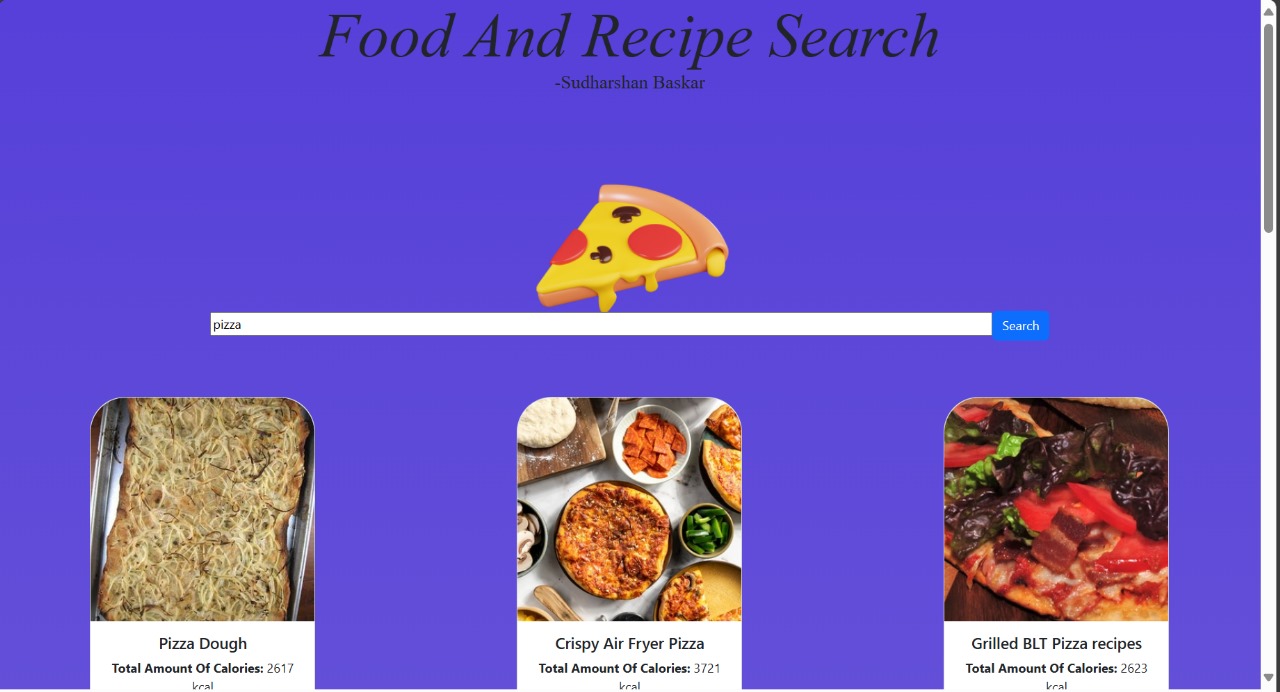 Food And Recipe Search
-Sudharshan Baskar
pizza
Search
Pizza Dough
Total Amount Of Calories: 2617
kcal
Crispy Air Fryer Pizza
Total Amount Of Calories: 3721
kcal
Grilled BLT Pizza recipes
Total Amount Of Calories: 2623
kcal